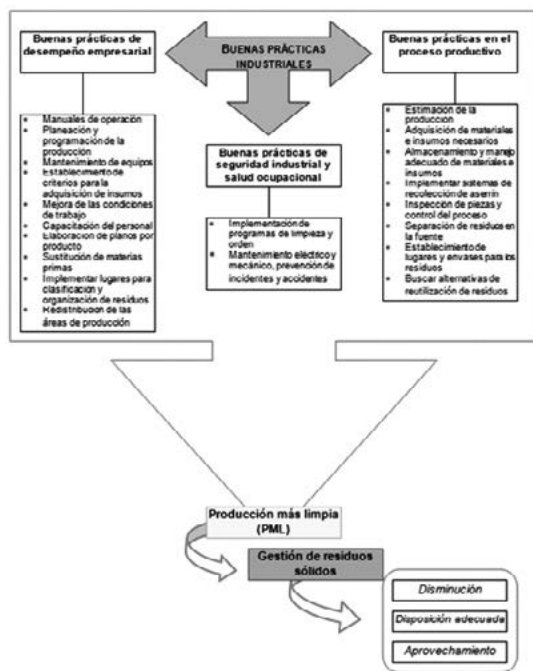 Buenas prácticas de
desempeño empresarial
BUENAS PRÁCTICAS
INDUSTRIALES
Buenas prácticas en el
proceso productivo
Manuales de operación
Planeación y
programación de la
producción
Mantenimiento de equipos
Establecimiento de
criterios para la
adquisición de insumos
Mejora de las condiciones
de trabajo
Capacitación del personal
Elaboración de planos por
producto
Sustitución de materias
primas
Implementar lugares para
clasificación y
organización de residuos
Redistribución de las
áreas de producción
Buenas prácticas de
seguridad industrial y
salud ocupacional
Implementación de
programas de limpieza y
orden
Mantenimiento eléctrico y
mecánico, prevención de
incidentes y accidentes
Estimación de la
producción
Adquisición de materiales
e insumos necesarios
Almacenamiento y manejo
adecuado de materiales e
insumos
Implementar sistemas de
recolección de aserrín
Inspección de piezas y
control del proceso
Separación de residuos en
la fuente
Establecimiento de
lugares y envases para los
residuos
Buscar alternativas de
reutilización de residuos
Producción más limpia
(PML)
Gestión de residuos
sólidos
Disminución
Disposición adecuada
Aprovechamiento